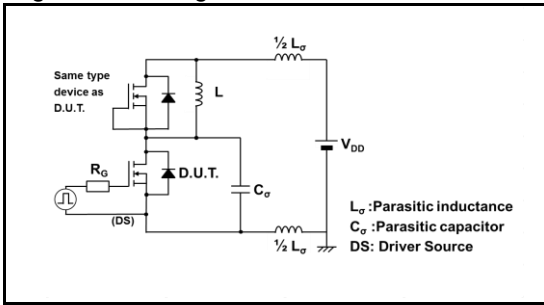 ½ Lσ
Same type
device as
D.U.T.
L
VDD
RG
D.U.T.
Cσ
(DS)
½ Lσ
Lσ :Parasitic inductance
Cσ :Parasitic capacitor
DS: Driver Source